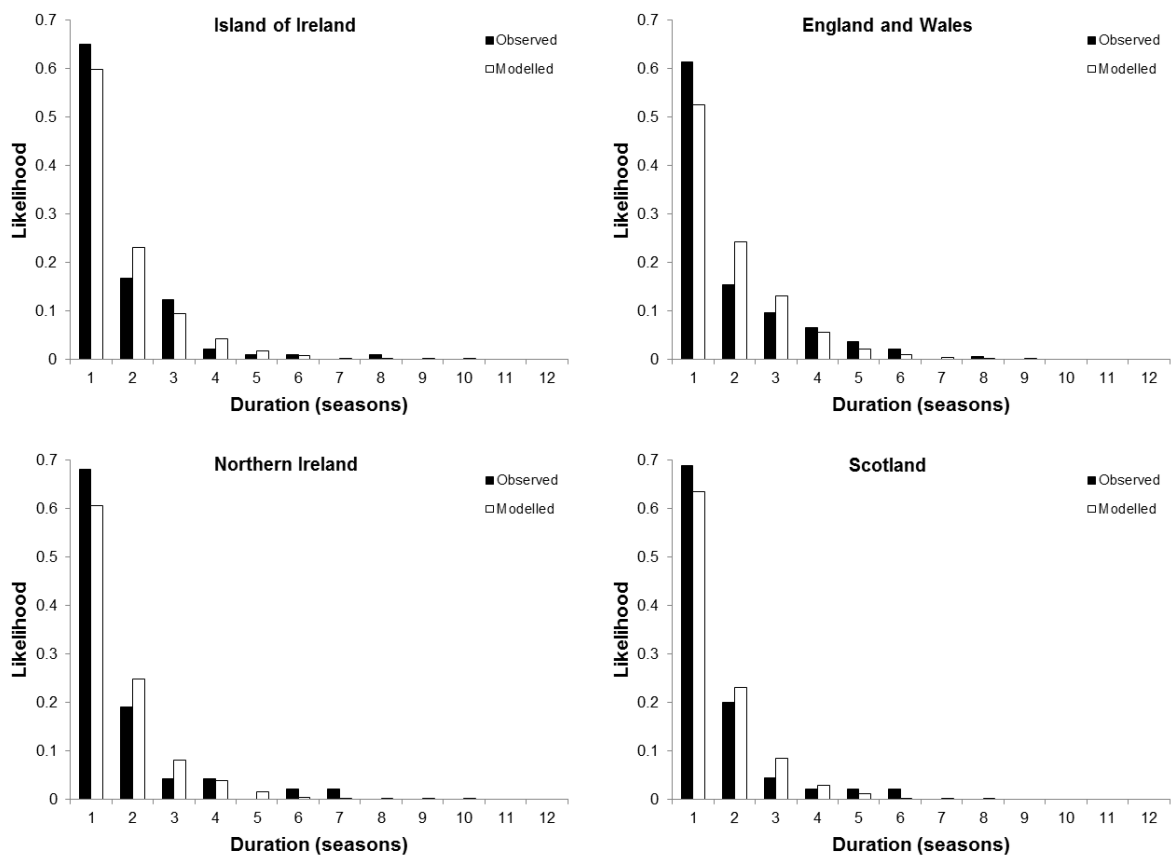 Island of Ireland
Observed
Modelled
Likelihood
0.7
0.6
0.5
0.4
0.3
0.2
0.1
0
1 2 3 4 5 6 7 8 9 10 11 12
Duration (seasons)
England and Wales
Observed
Modelled
Likelihood
0.7
0.6
0.5
0.4
0.3
0.2
0.1
0
1 2 3 4 5 6 7 8 9 10 11 12
Duration (seasons)
Northern Ireland
Observed
Modelled
Likelihood
0.7
0.6
0.5
0.4
0.3
0.2
0.1
0
1 2 3 4 5 6 7 8 9 10 11 12
Duration (seasons)
Scotland
Observed
Modelled
Likelihood
0.7
0.6
0.5
0.4
0.3
0.2
0.1
0
1 2 3 4 5 6 7 8 9 10 11 12
Duration (seasons)